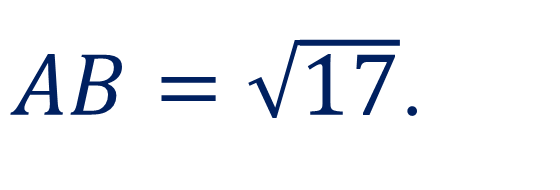 AB = √17.